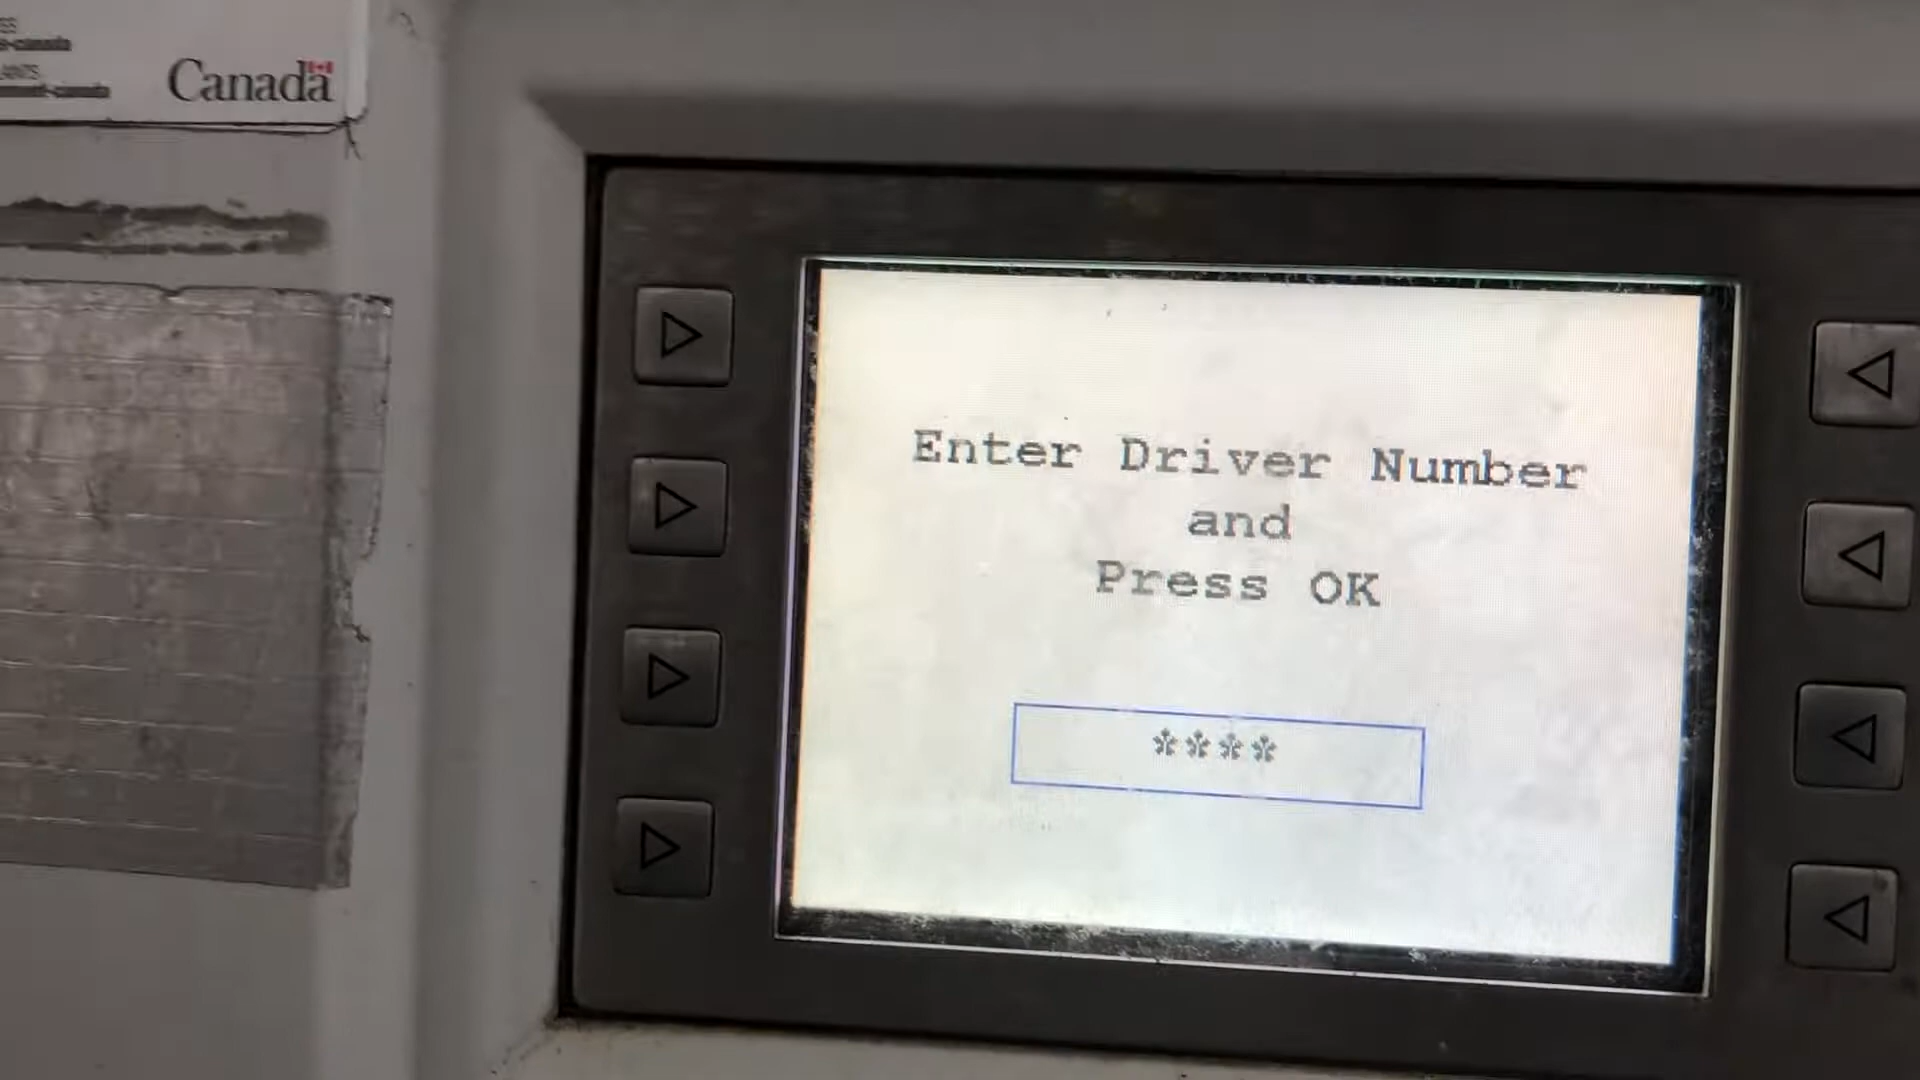 Canada
Enter Driver Number
and
Press OK
****